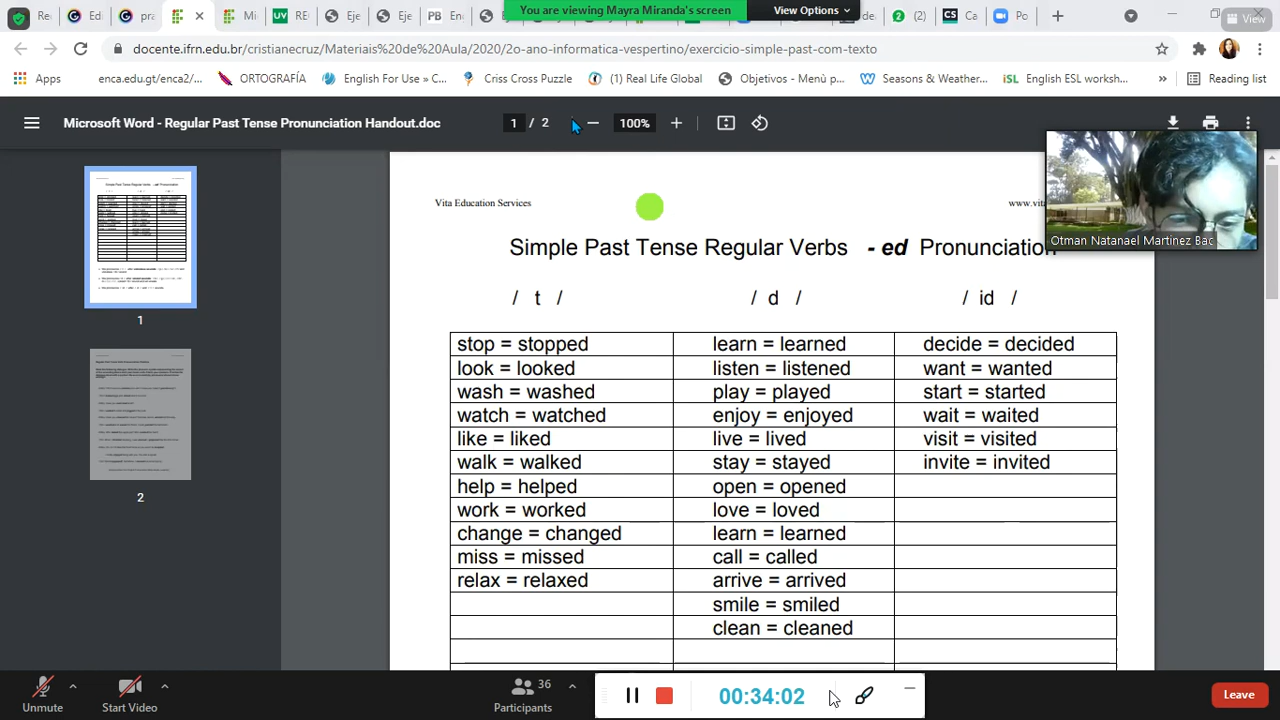 You are viewing Mayra Miranda's screen
View Options
View
docente.ifrn.edu.br/cristianecruz/Materiais%20de%20Aula/2020/2o-ano-informatica-vespertino/exercicio-simple-past-com-texto
Apps
enca.edu.gt/enca2/...
ORTOGRAFÍA
English For Use » C...
Criss Cross Puzzle
(1) Real Life Global
Objetivos - Menù p...
Seasons & Weather...
English ESL worksh...
»
Reading list
Microsoft Word - Regular Past Tense Pronunciation Handout.doc
1 / 2
100%
Otman Natanael Martinez Bac
1
2
Vita Education Services
Simple Past Tense Regular Verbs - ed Pronunciation
/ t / / d / / id /
stop = stopped learn = learned decide = decided
look = looked listen = listened want = wanted
wash = washed play = played start = started
watch = watched enjoy = enjoyed wait = waited
like = liked live = lived visit = visited
walk = walked stay = stayed invite = invited
help = helped open = opened
work = worked love = loved
change = changed learn = learned
miss = missed call = called
relax = relaxed arrive = arrived
smile = smiled
clean = cleaned
Unmute
Start Video
36
Participants
00:34:02
Leave